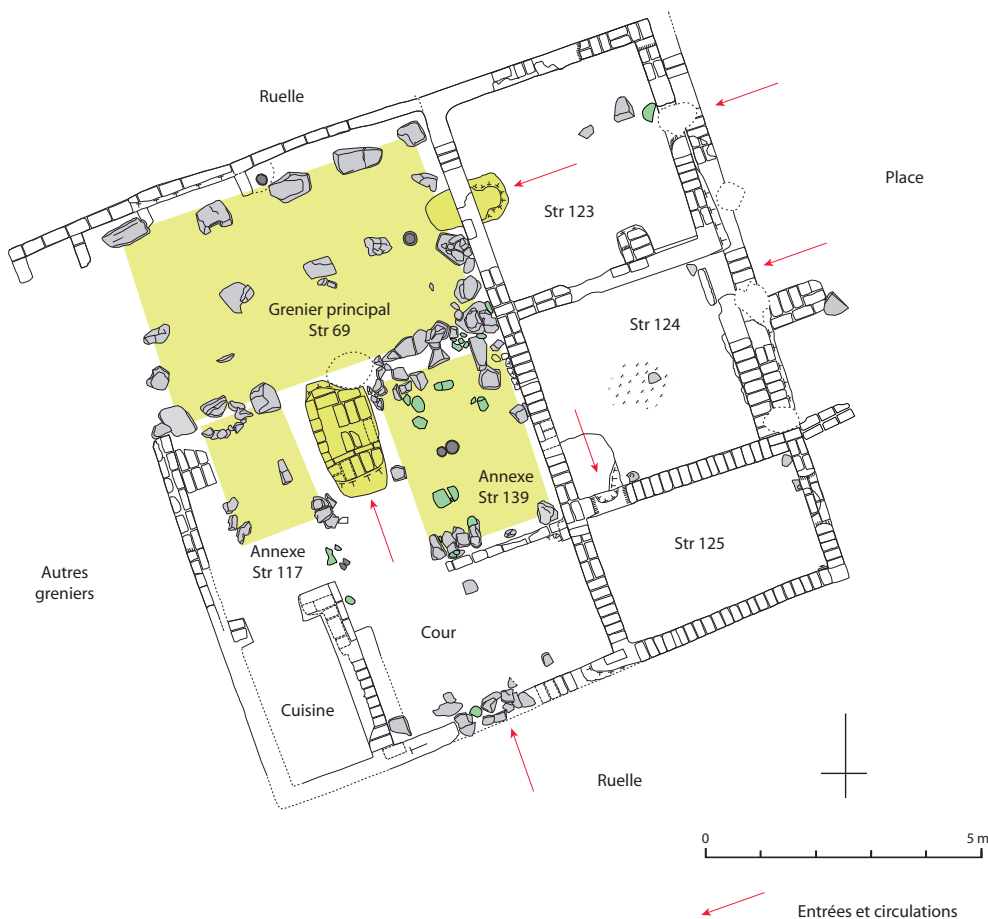 Ruelle
Place
Str 123
Grenier principal
Str 69
Str 124
Annexe
Str 139
Str 125
Annexe
Str 117
Autres
greniers
Cour
Cuisine
Ruelle
0
5 m
Entrées et circulations